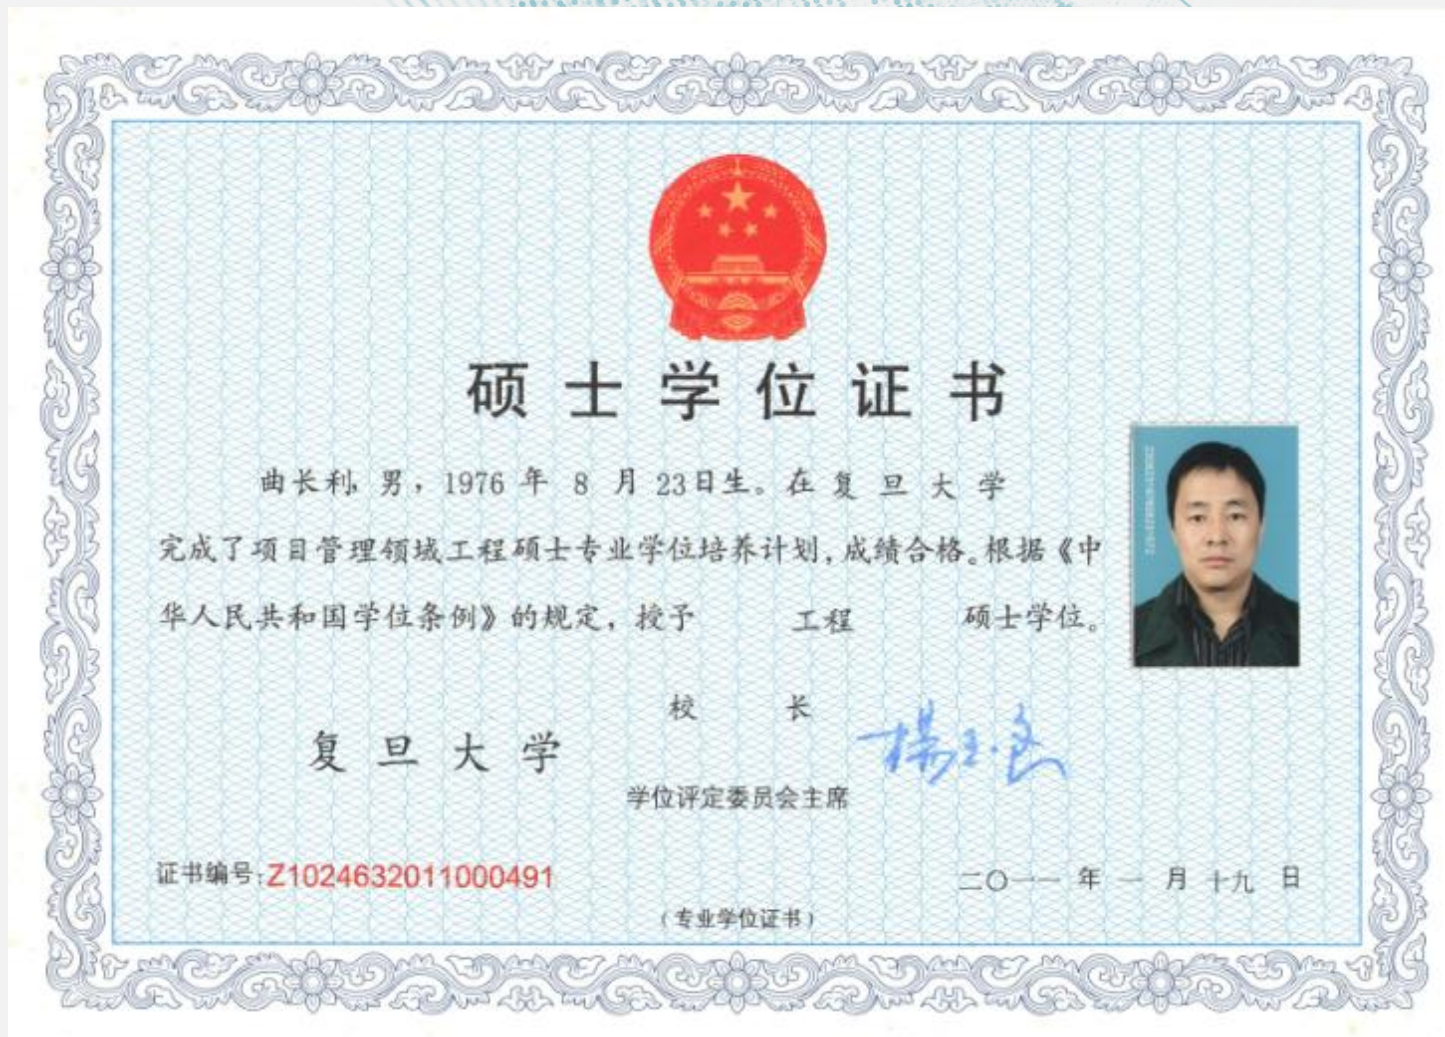 硕士学位证书
曲长利, 男, 1976 年 8 月 23日生。在 复旦大学
完成了项目管理领域工程硕士专业学位培养计划, 成绩合格。根据《中
华人民共和国学位条例》的规定, 授予 工程 硕士学位。
校 长
复旦大学
杨玉良
学位评定委员会主席
证书编号:Z1024632011000491
二〇一一 年 一 月 十九 日
(专业学位证书)